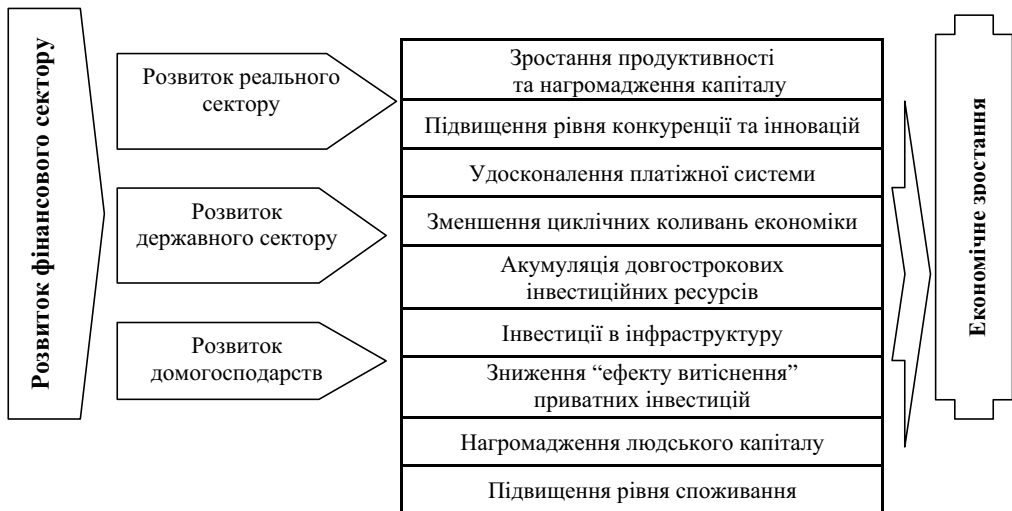 Розвиток фінансового сектору
Розвиток реального
сектору
Розвиток
державного сектору
Розвиток
домогосподарств
Зростання продуктивності
та нагромадження капіталу
Підвищення рівня конкуренції та інновацій
Удосконалення платіжної системи
Зменшення циклічних коливань економіки
Акумуляція довгострокових
інвестиційних ресурсів
Інвестиції в інфраструктуру
Зниження “ефекту витіснення”
приватних інвестицій
Нагромадження людського капіталу
Підвищення рівня споживання
Економічне зростання